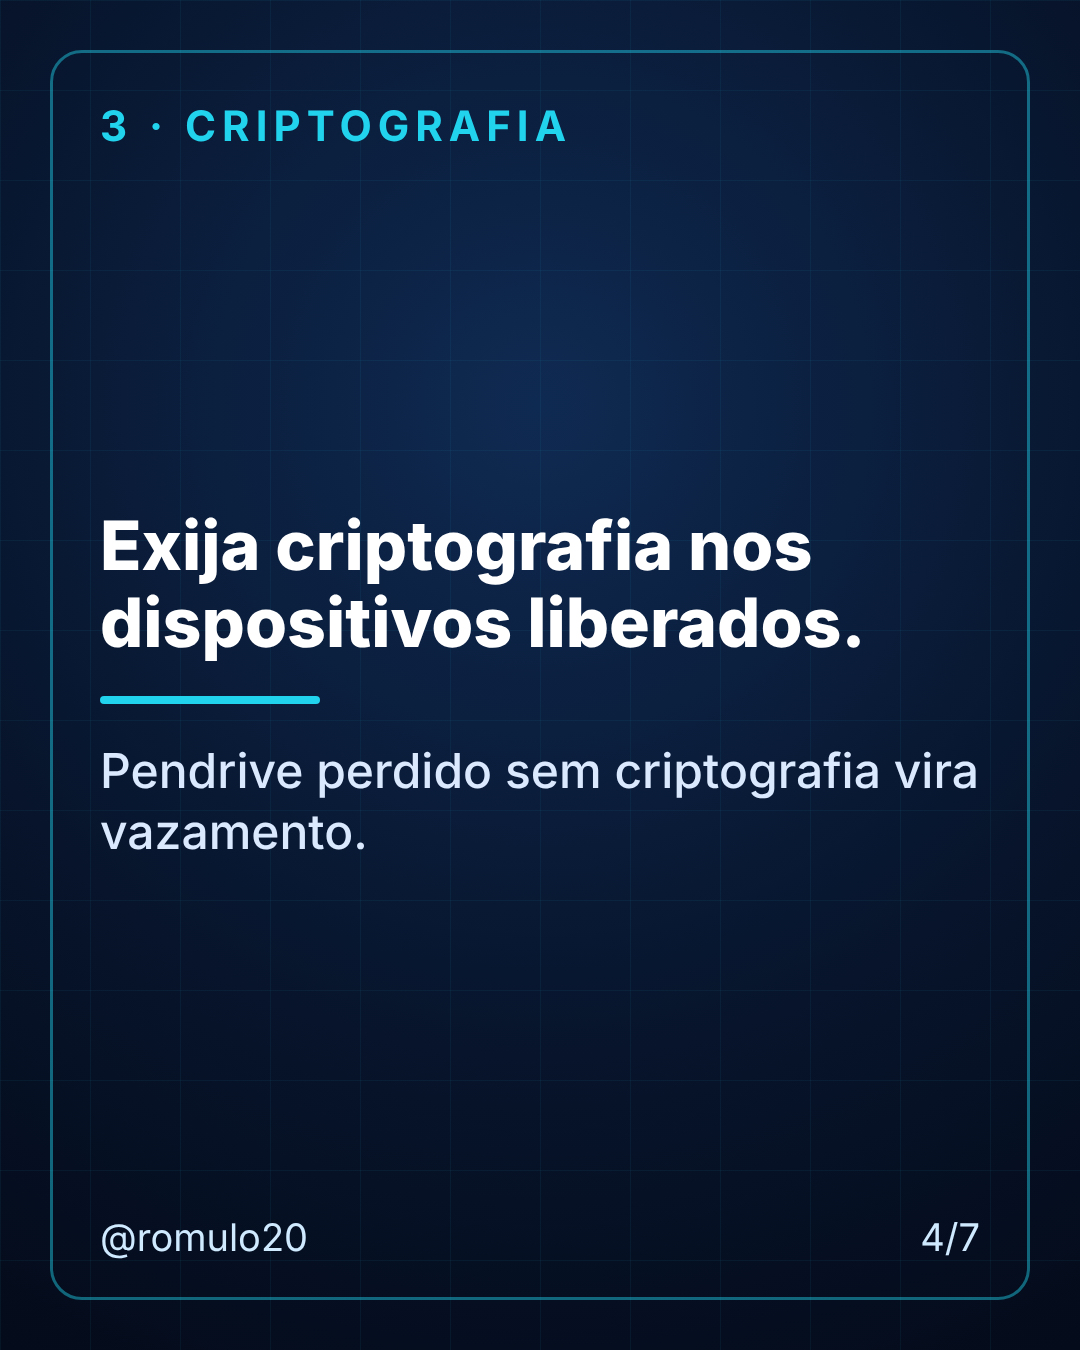 3 · CRIPTOGRAFIA
Exija criptografia nos
dispositivos liberados.
Pendrive perdido sem criptografia vira
vazamento.
@romulo20
4/7